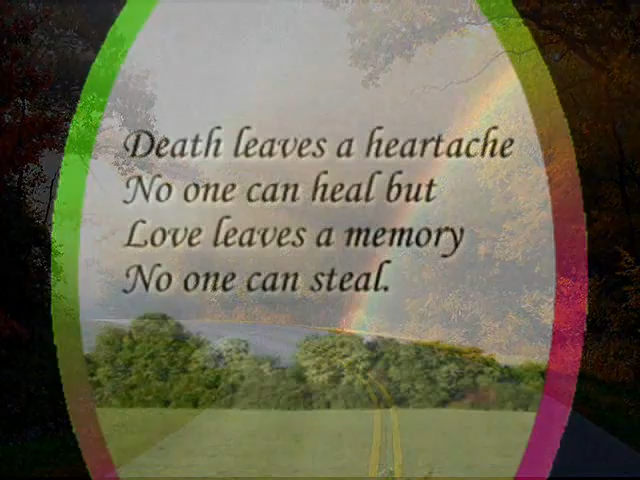 Death leaves a heartache
No one can heal but
Love leaves a memory
No one can steal.